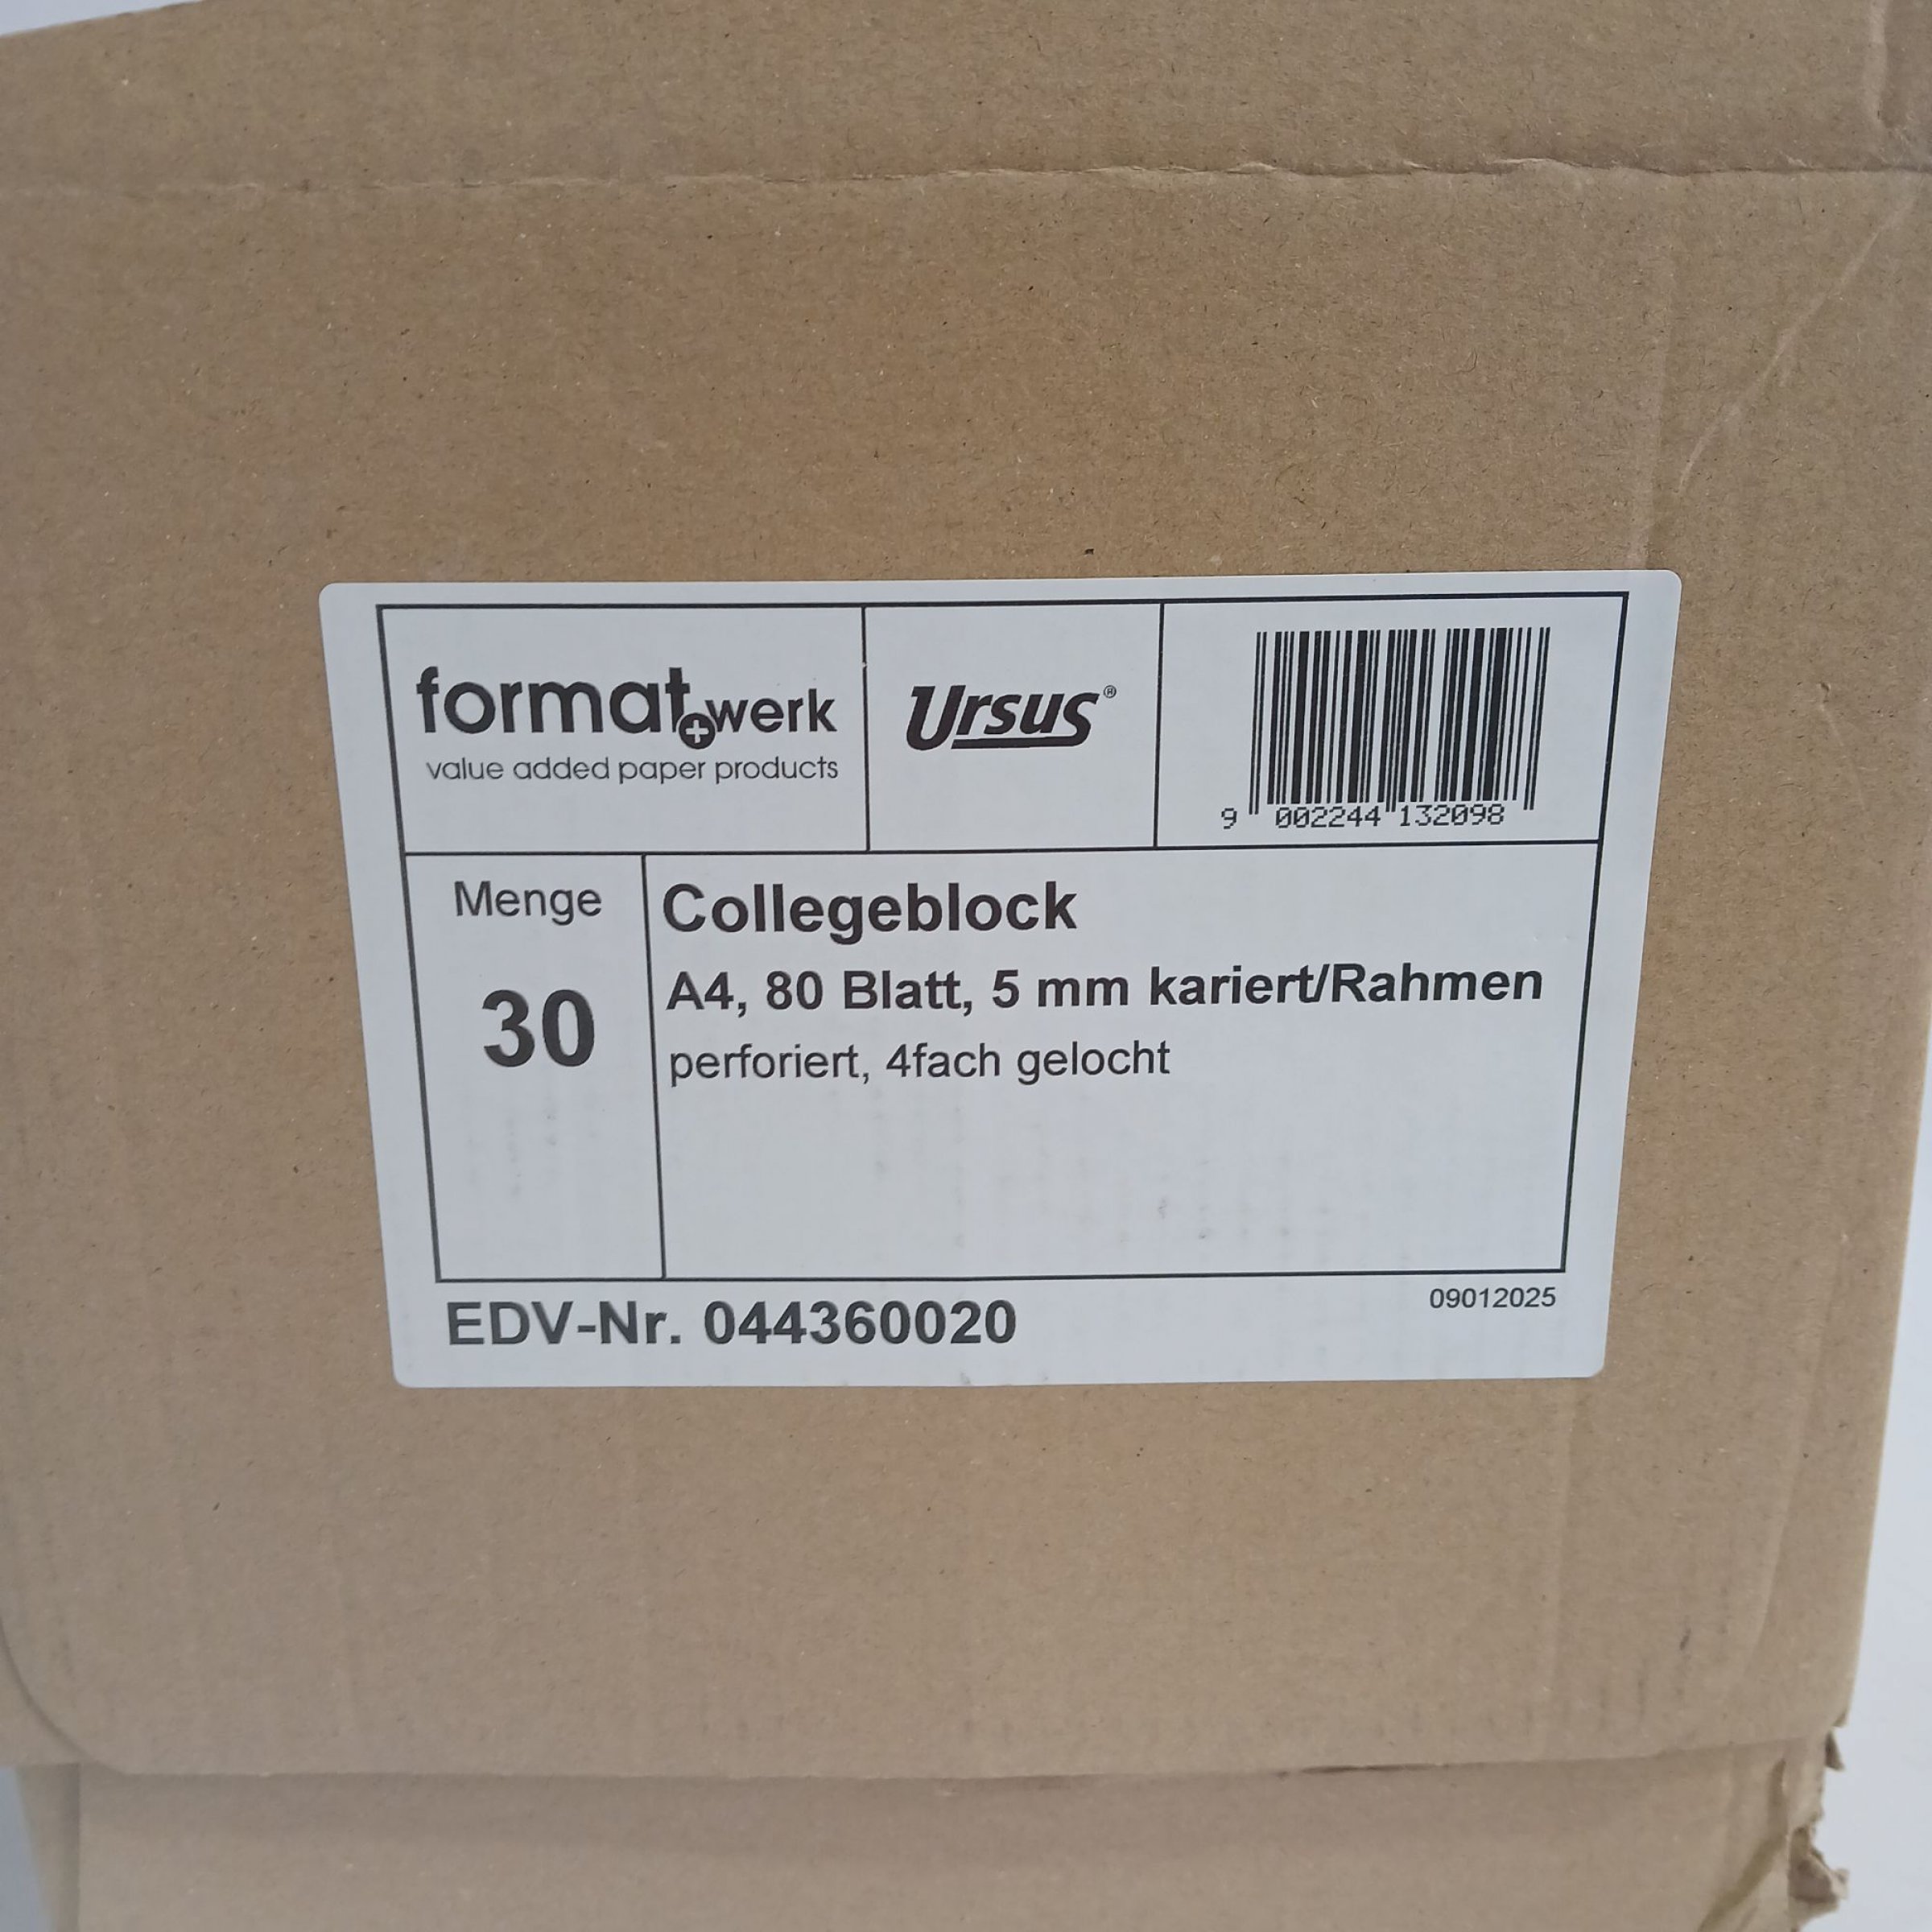 format+werk
value added paper products
Ursus®
9 002244 132098
Menge
30
Collegeblock
A4, 80 Blatt, 5 mm kariert/Rahmen
perforiert, 4fach gelocht
EDV-Nr. 044360020
09012025